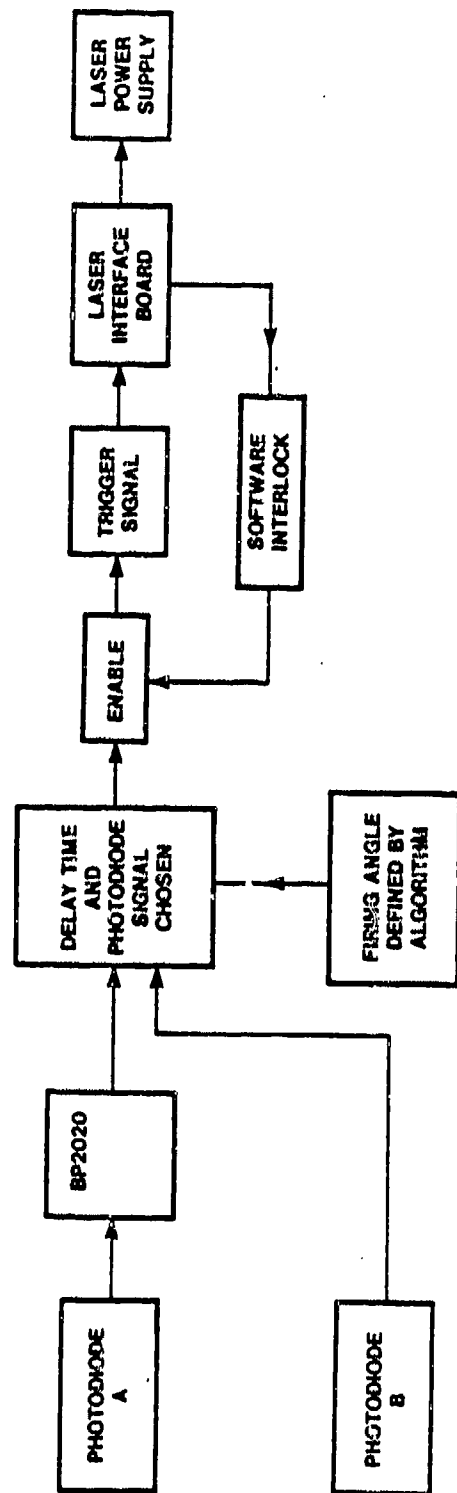 PHOTODIODE
A
BP2020
DELAY TIME
AND
PHOTODIODE
SIGNAL
CHOSEN
ENABLE
TRIGGER
SIGNAL
LASER
INTERFACE
BOARD
LASER
POWER
SUPPLY
SOFTWARE
INTERLOCK
PHOTODIODE
B
FIRING ANGLE
DEFINED BY
ALGORITHM